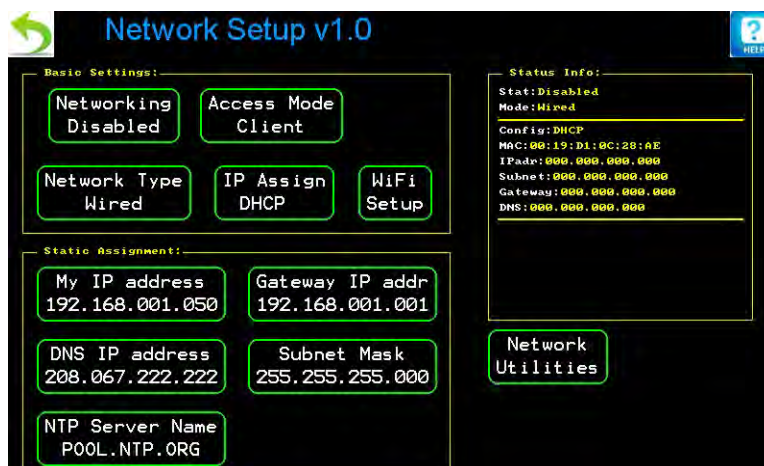 Network Setup v1.0
?
HELP
Basic Settings:
Networking
Disabled
Access Mode
Client
Network Type
Wired
IP Assign
DHCP
WiFi
Setup
Static Assignment:
My IP address
192.168.001.050
Gateway IP addr
192.168.001.001
DNS IP address
208.067.222.222
Subnet Mask
255.255.255.000
NTP Server Name
POOL.NTP.ORG
Status Info:
Stat:Disabled
Mode:Wired
Config:DHCP
MAC:00:19:D1:0C:28:AE
IPadr:000.000.000.000
Subnet:000.000.000.000
Gateway:000.000.000.000
DNS:000.000.000.000
Network
Utilities